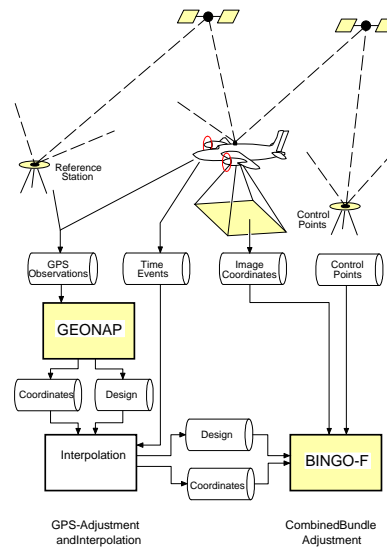 Reference
Station
Control
Points
GPS
Observations
Time
Events
Image
Coordinates
Control
Points
GEONAP
Coordinates
Design
Interpolation
Design
Coordinates
BINGO-F
GPS-Adjustment
andInterpolation
CombinedBundle
Adjustment